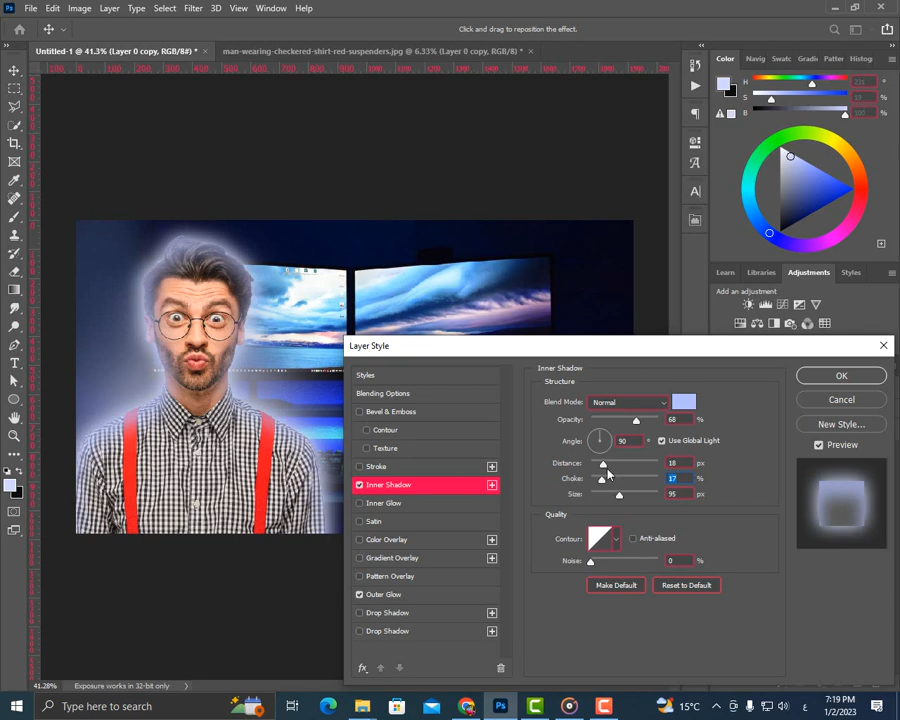 Ps File Edit Image Layer Type Select Filter 3D View Window Help
Click and drag to reposition the effect.
Untitled-1 @ 41.3% (Layer 0 copy, RGB/8#) * ×
man-wearing-checkered-shirt-red-suspenders.jpg @ 6.33% (RGB/8*) * ×
Color Navig Swatc Gradi Patter Histog
H 231 °
S 19 %
B 100 %
Learn Libraries Adjustments Styles
Add an adjustment
Layer Style
Styles
Blending Options
Bevel & Emboss
Contour
Texture
Stroke
Inner Shadow
Inner Glow
Satin
Color Overlay
Gradient Overlay
Pattern Overlay
Outer Glow
Drop Shadow
Drop Shadow
fx
Inner Shadow
Structure
Blend Mode: Normal
Opacity: 68 %
Angle: 90 ° Use Global Light
Distance: 18 px
Choke: 17 %
Size: 95 px
Quality
Contour: Anti-aliased
Noise: 0 %
Make Default Reset to Default
OK
Cancel
New Style...
Preview
41.28% Exposure works in 32-bit only
Type here to search
Ps
15°C
7:19 PM
1/2/2023